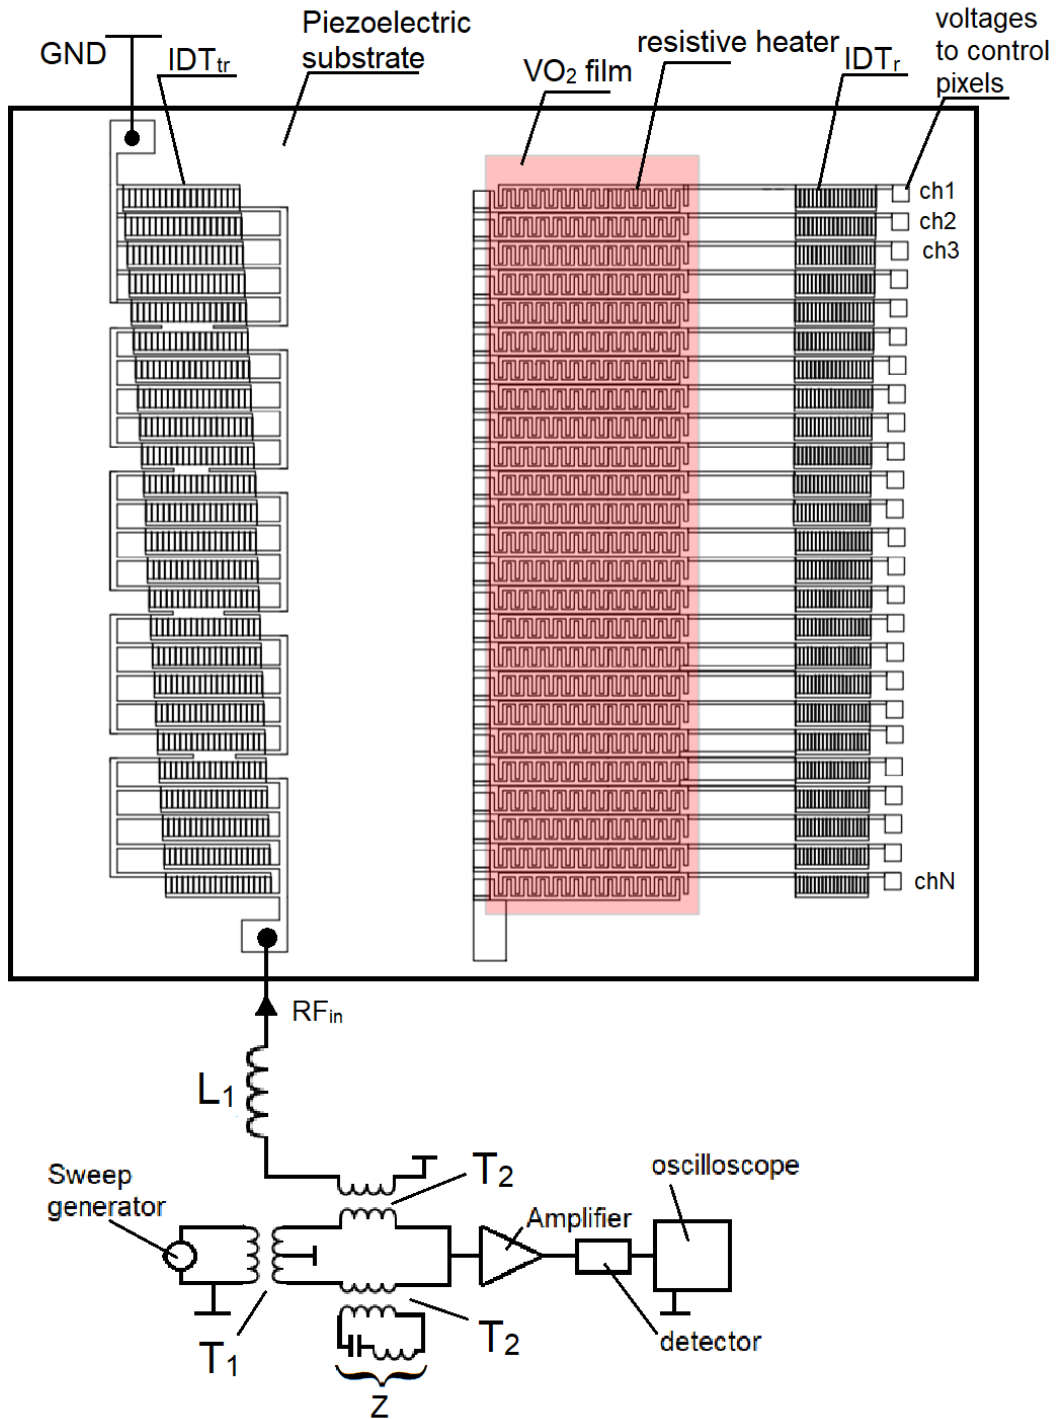 GND
IDTtr
Piezoelectric
substrate
VO2 film
resistive heater
IDTr
voltages
to control
pixels
ch1
ch2
ch3
chN
RFin
L1
Sweep
generator
T2
Amplifier
oscilloscope
T1
T2
detector
Z